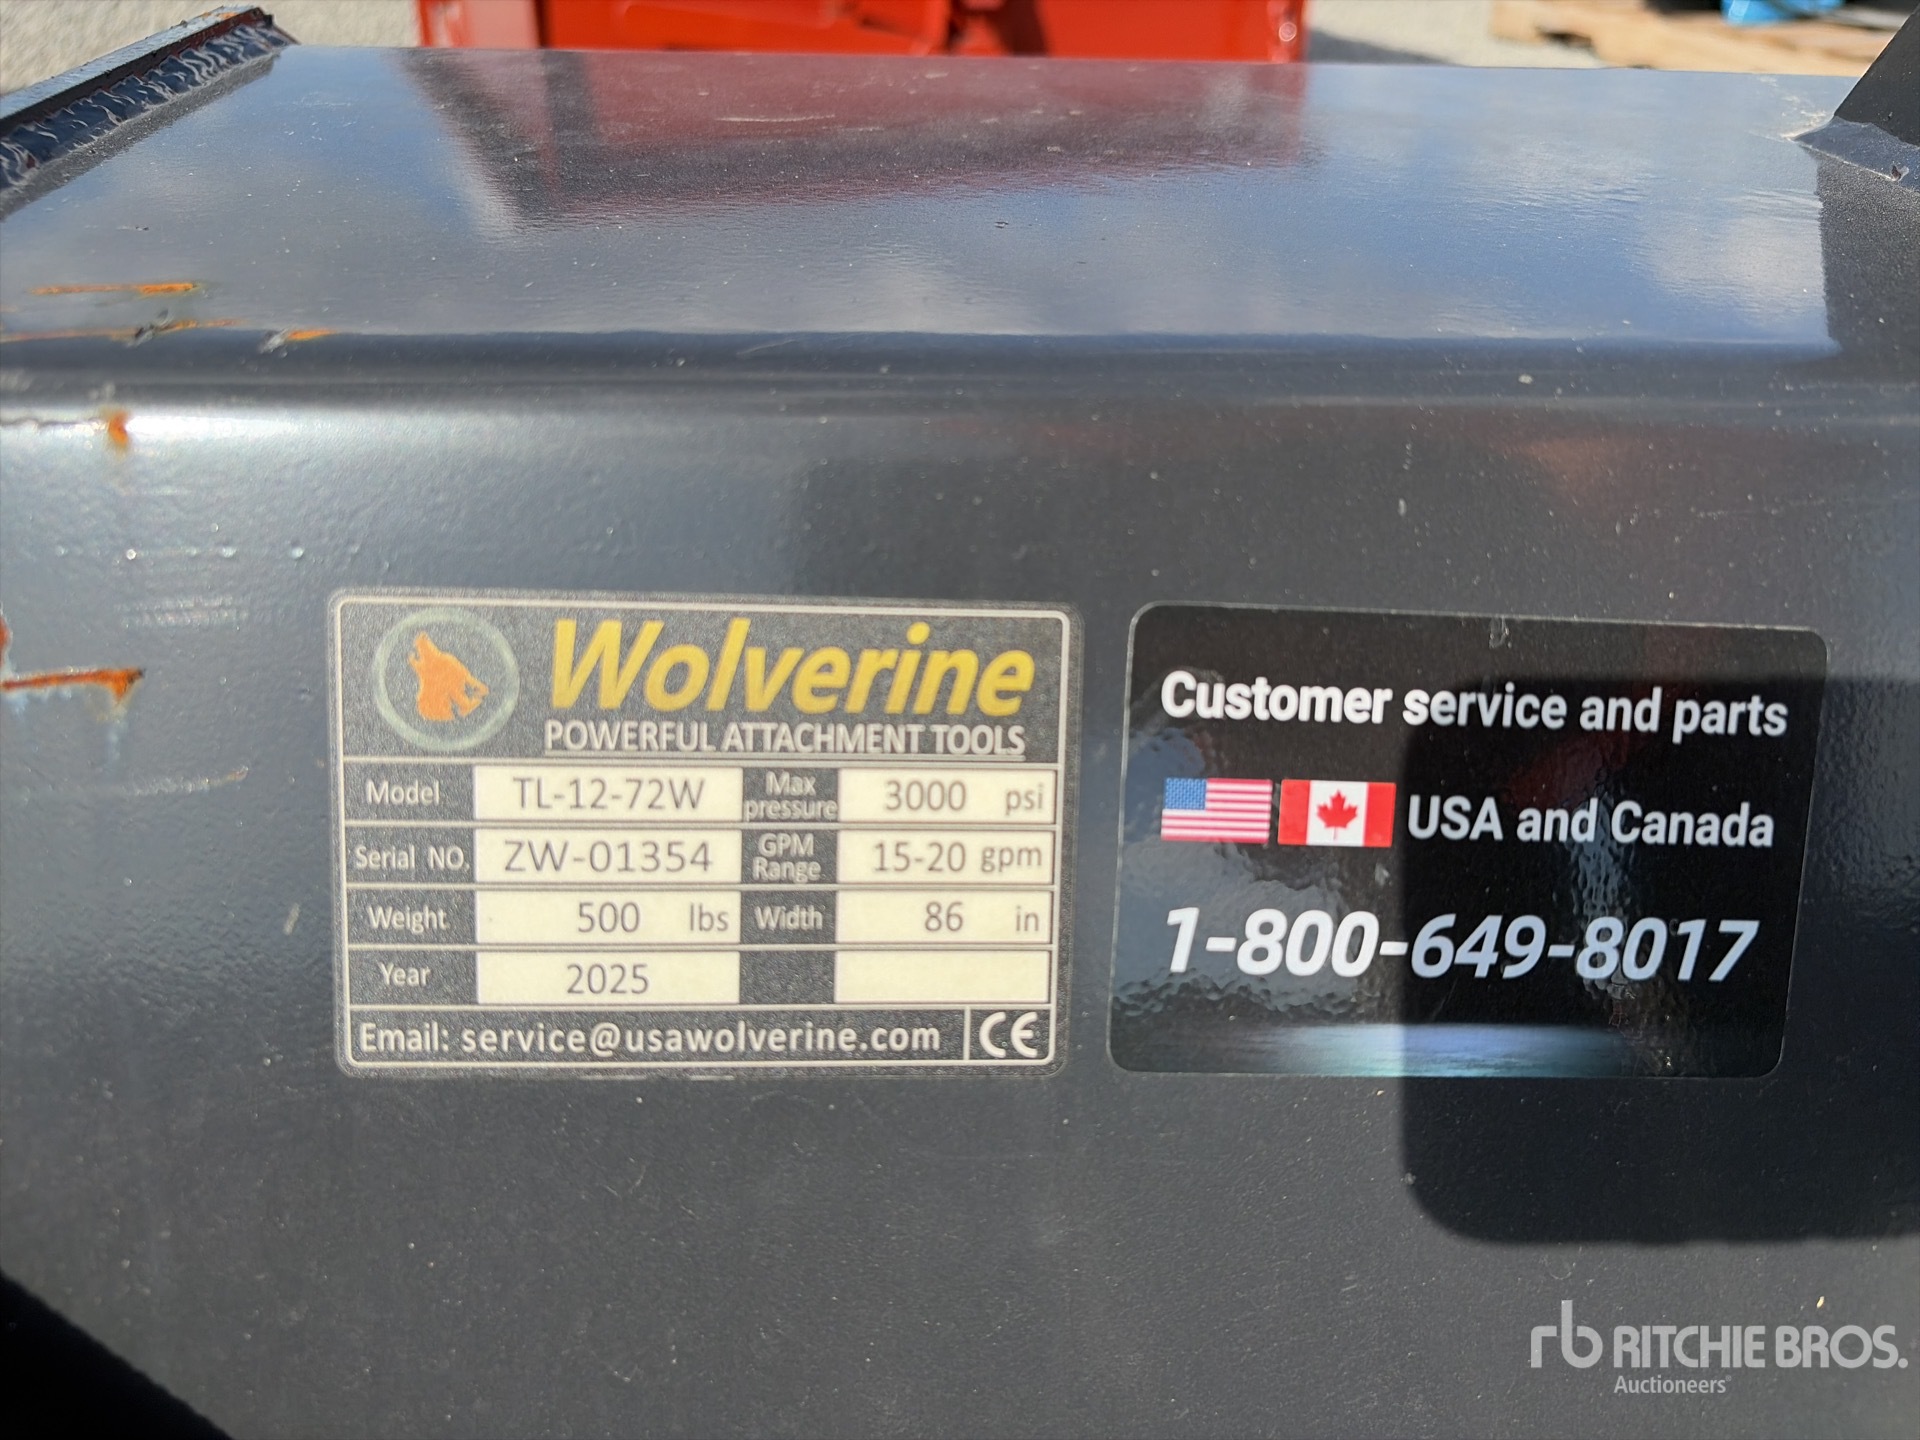 Wolverine
POWERFUL ATTACHMENT TOOLS
Model TL-12-72W Max pressure 3000 psi
Serial NO. ZW-01354 GPM Range 15-20 gpm
Weight 500 lbs Width 86 in
Year 2025
Email: service@usawolverine.com CE
Customer service and parts
USA and Canada
1-800-649-8017
rb RITCHIE BROS.
Auctioneers